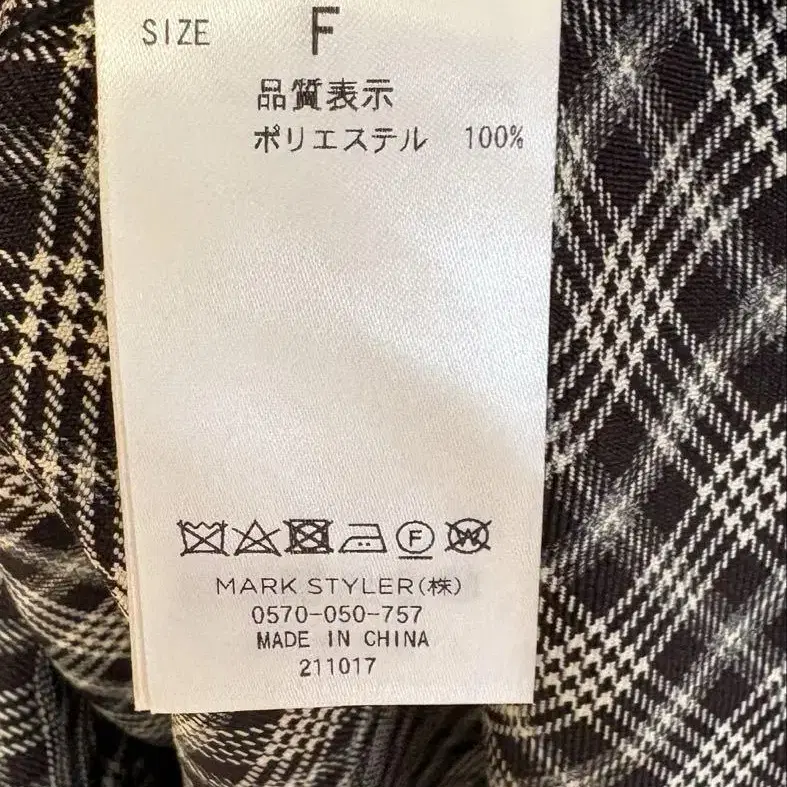 SIZE F
品質表示
ポリエステル 100%
F W
MARK STYLER(株)
0570-050-757
MADE IN CHINA
211017